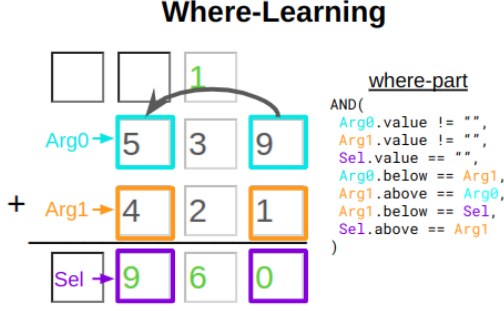 Where-Learning
1
Arg0 5 3 9
+ Arg1 4 2 1
Sel 9 6 0
where-part
AND(
Arg0.value != "",
Arg1.value != "",
Sel.value == "",
Arg0.below == Arg1,
Arg1.above == Arg0,
Arg1.below == Sel,
Sel.above == Arg1
)